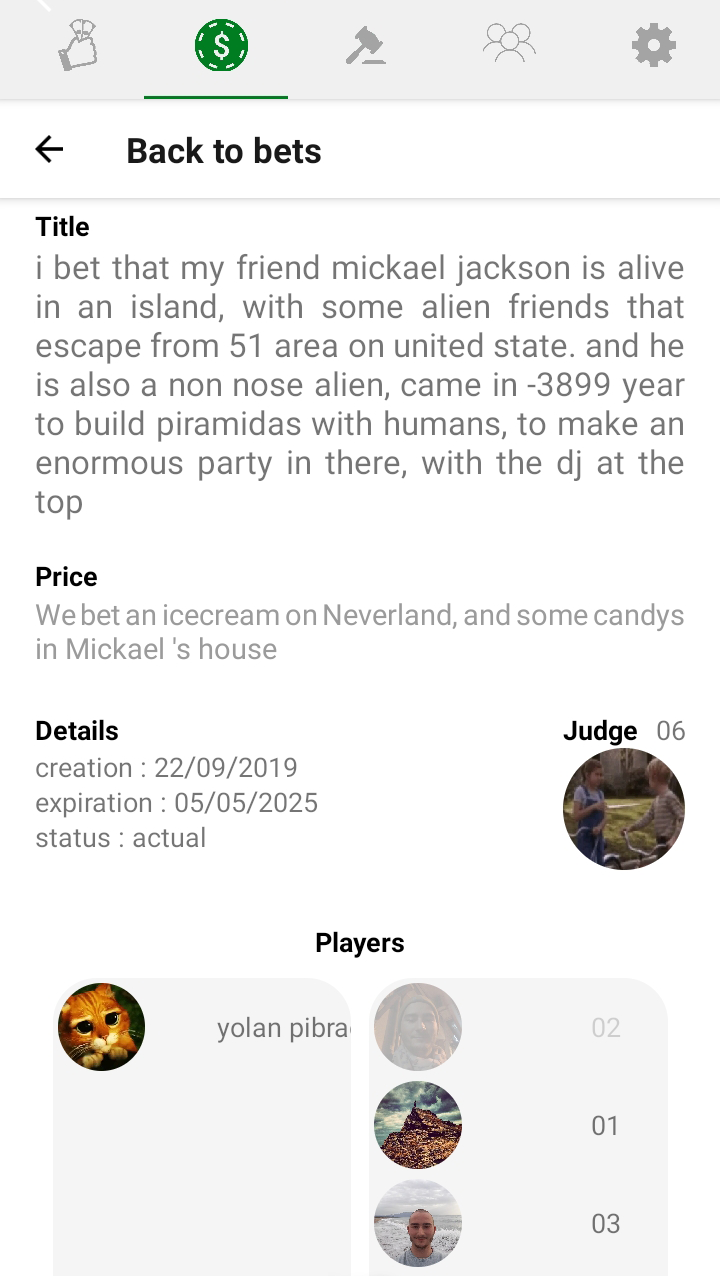 $
Back to bets
Title
i bet that my friend mickael jackson is alive
in an island, with some alien friends that
escape from 51 area on united state. and he
is also a non nose alien, came in -3899 year
to build piramidas with humans, to make an
enormous party in there, with the dj at the
top
Price
We bet an icecream on Neverland, and some candys
in Mickael 's house
Details
Judge 06
creation : 22/09/2019
expiration : 05/05/2025
status : actual
Players
yolan pibra
02
01
03